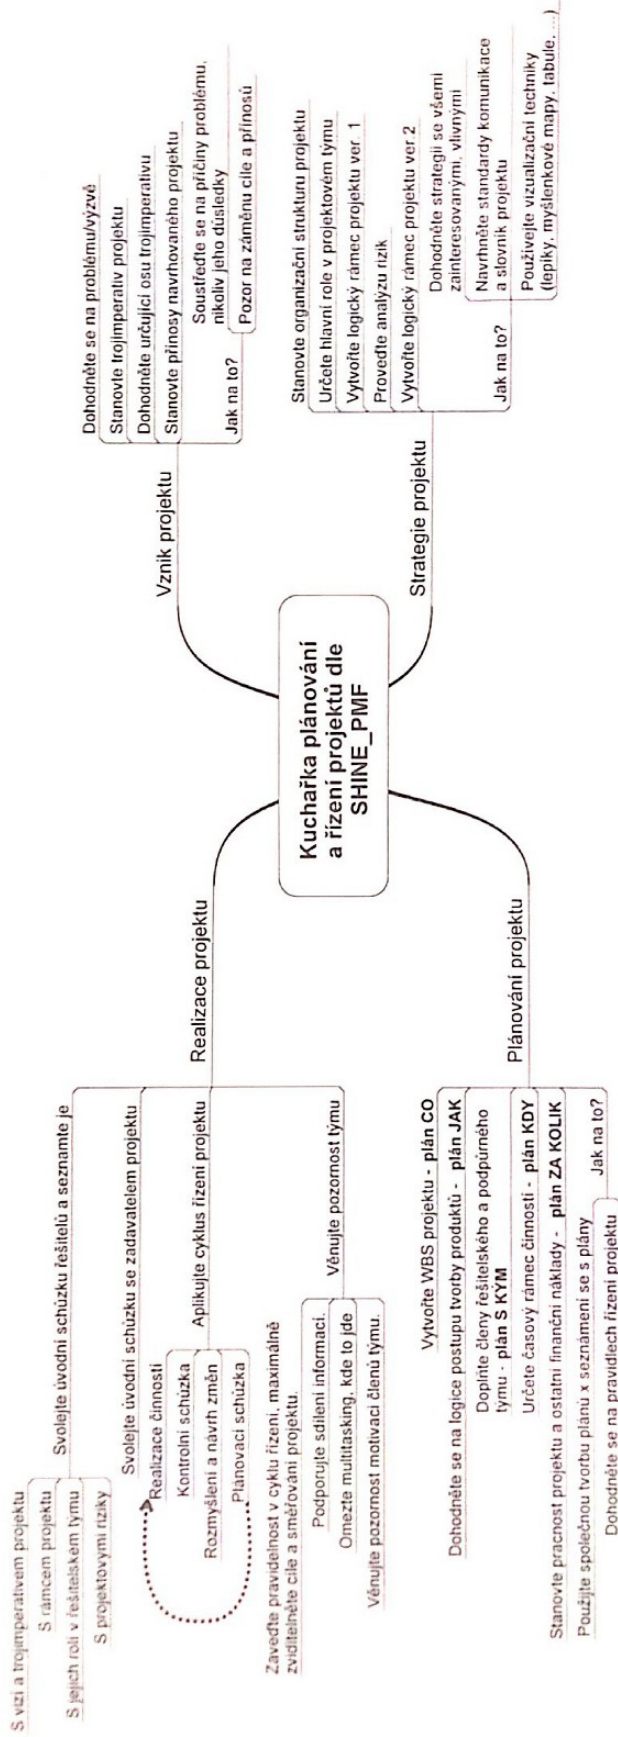 Kuchařka plánování
a řízení projektů dle
SHINE_PMF
Vznik projektu
Dohodněte se na problému/výzvě
Stanovte trojimperativ projektu
Dohodněte určující osu trojimperativu
Stanovte přínosy navrhovaného projektu
Jak na to?
Soustřeďte se na příčiny problému,
nikoliv jeho důsledky
Pozor na záměnu cíle a přínosů
Strategie projektu
Stanovte organizační strukturu projektu
Určete hlavní role v projektovém týmu
Vytvořte logický rámec projektu ver. 1
Proveďte analýzu rizik
Vytvořte logický rámec projektu ver.2
Jak na to?
Dohodněte strategii se všemi
zainteresovanými, vlivnými
Navrhněte standardy komunikace
a slovník projektu
Používejte vizualizační techniky
(lepíky, myšlenkové mapy, tabule, ...)
Plánování projektu
Vytvořte WBS projektu - plán CO
Dohodněte se na logice postupu tvorby produktů - plán JAK
Doplňte členy řešitelského a podpůrného
týmu - plán S KÝM
Určete časový rámec činností - plán KDY
Stanovte pracnost projektu a ostatní finanční náklady - plán ZA KOLIK
Jak na to?
Použijte společnou tvorbu plánů x seznámení se s plány
Dohodněte se na pravidlech řízení projektu
Realizace projektu
Svolejte úvodní schůzku řešitelů a seznamte je
S vizí a trojimperativem projektu
S rámcem projektu
S jejich rolí v řešitelském týmu
S projektovými riziky
Svolejte úvodní schůzku se zadavatelem projektu
Aplikujte cyklus řízení projektu
Realizace činností
Kontrolní schůzka
Rozmyšlení a návrh změn
Plánovací schůzka
Věnujte pozornost týmu
Zaveďte pravidelnost v cyklu řízení, maximálně
zviditelněte cíle a směřování projektu.
Podporujte sdílení informací.
Omezte multitasking, kde to jde
Věnujte pozornost motivaci členů týmu.